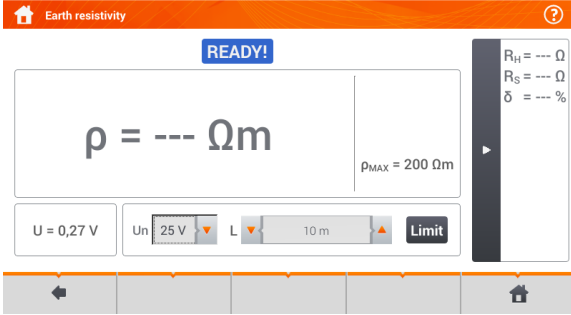 Earth resistivity
?
READY!
ρ = --- Ωm
ρMAX = 200 Ωm
RH = --- Ω
RS = --- Ω
δ = --- %
U = 0,27 V
Un 25 V L 10 m Limit